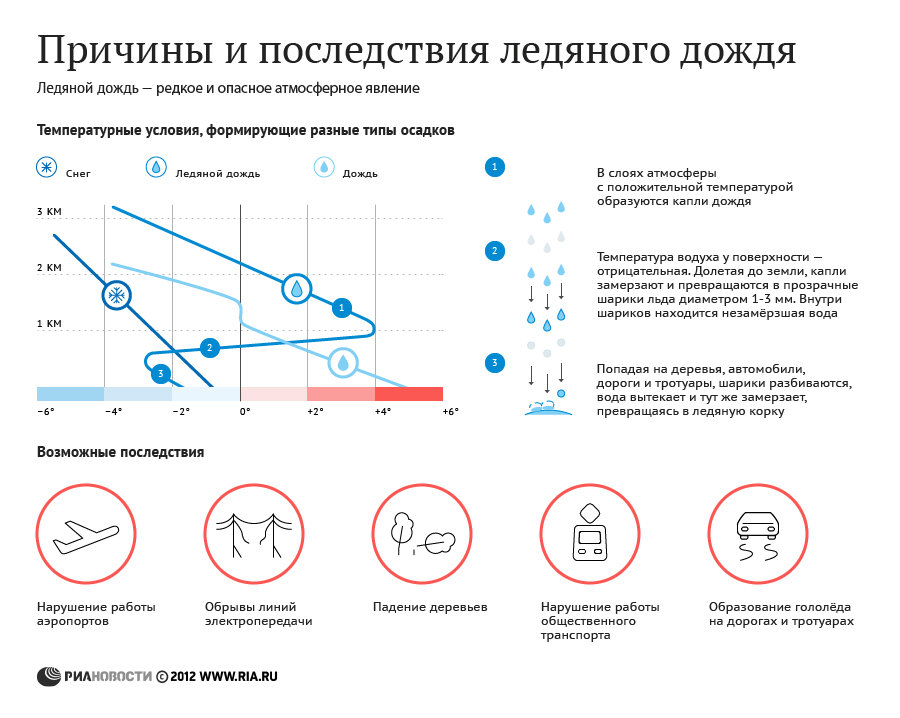 Причины и последствия ледяного дождя
Ледяной дождь — редкое и опасное атмосферное явление
Температурные условия, формирующие разные типы осадков
Снег
Ледяной дождь
Дождь
3 КМ
2 КМ
1 КМ
1
2
3
−6°
−4°
−2°
0°
+2°
+4°
+6°
1
В слоях атмосферы
с положительной температурой
образуются капли дождя
2
Температура водуха у поверхности —
отрицательная. Долетая до земли, капли
замерзают и превращаются в прозрачные
шарики льда диаметром 1-3 мм. Внутри
шариков находится незамёрзшая вода
3
Попадая на деревья, автомобили,
дороги и тротуары, шарики разбиваются,
вода вытекает и тут же замерзает,
превращаясь в ледяную корку
Возможные последствия
Нарушение работы
аэропортов
Обрывы линий
электропередачи
Падение деревьев
Нарушение работы
общественного
транспорта
Образование гололёда
на дорогах и тротуарах
РИАНОВОСТИ © 2012 WWW.RIA.RU